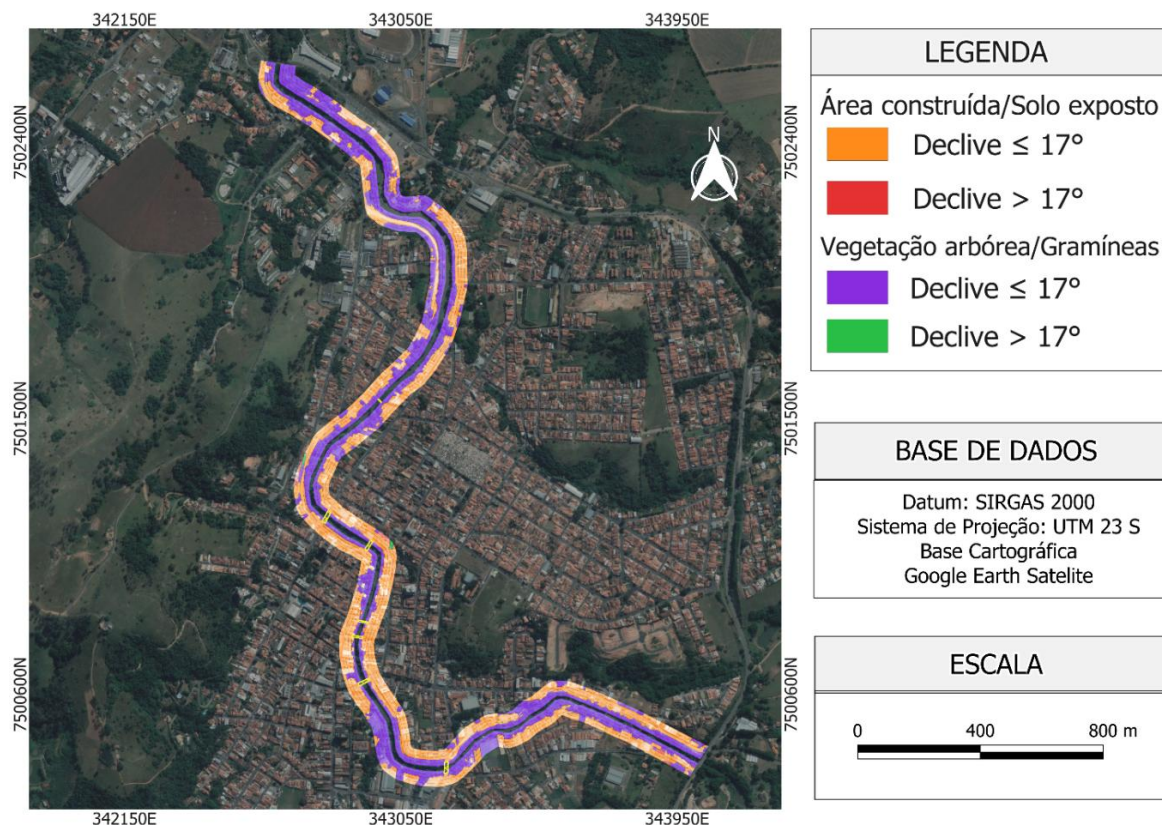 342150E
343050E
343950E
7502400N
7501500N
7500600N
N
7502400N
7501500N
7500600N
342150E
343050E
343950E
LEGENDA
Área construída/Solo exposto
Declive ≤ 17°
Declive > 17°
Vegetação arbórea/Gramíneas
Declive ≤ 17°
Declive > 17°
BASE DE DADOS
Datum: SIRGAS 2000
Sistema de Projeção: UTM 23 S
Base Cartográfica
Google Earth Satelite
ESCALA
0 400 800 m